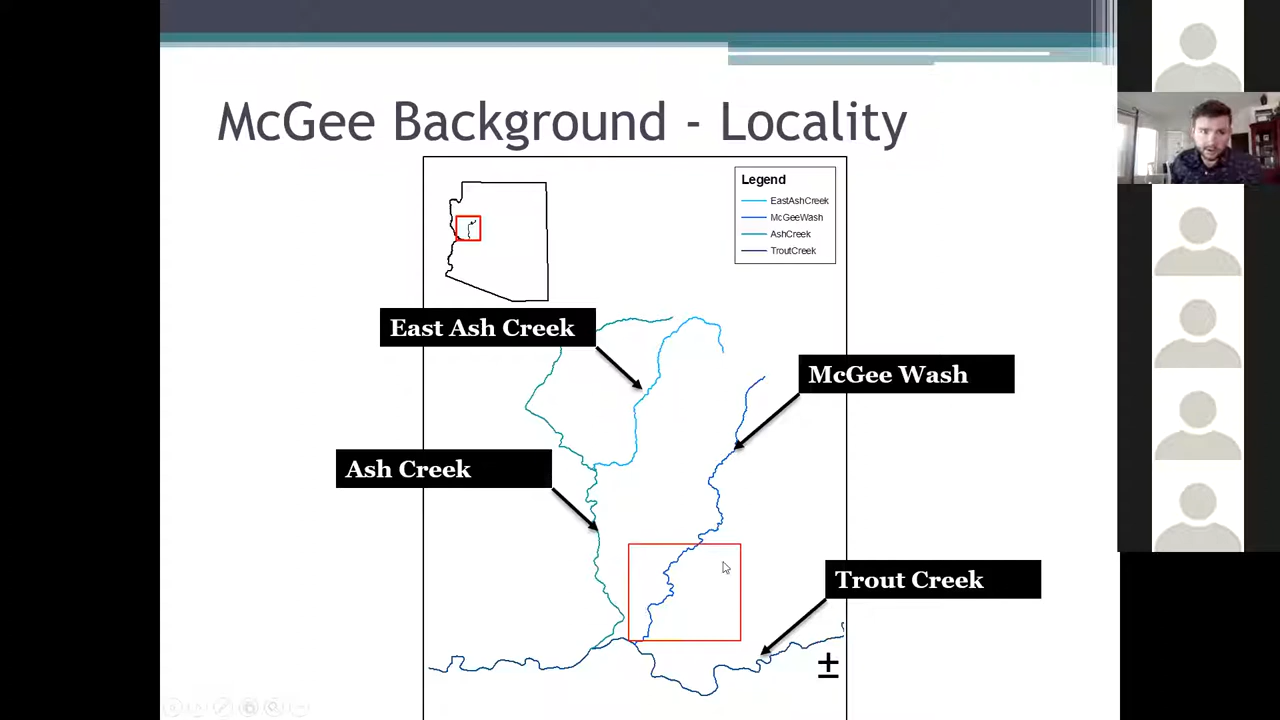 McGee Background - Locality
Legend
EastAshCreek
McGeeWash
AshCreek
TroutCreek
East Ash Creek
McGee Wash
Ash Creek
Trout Creek
±